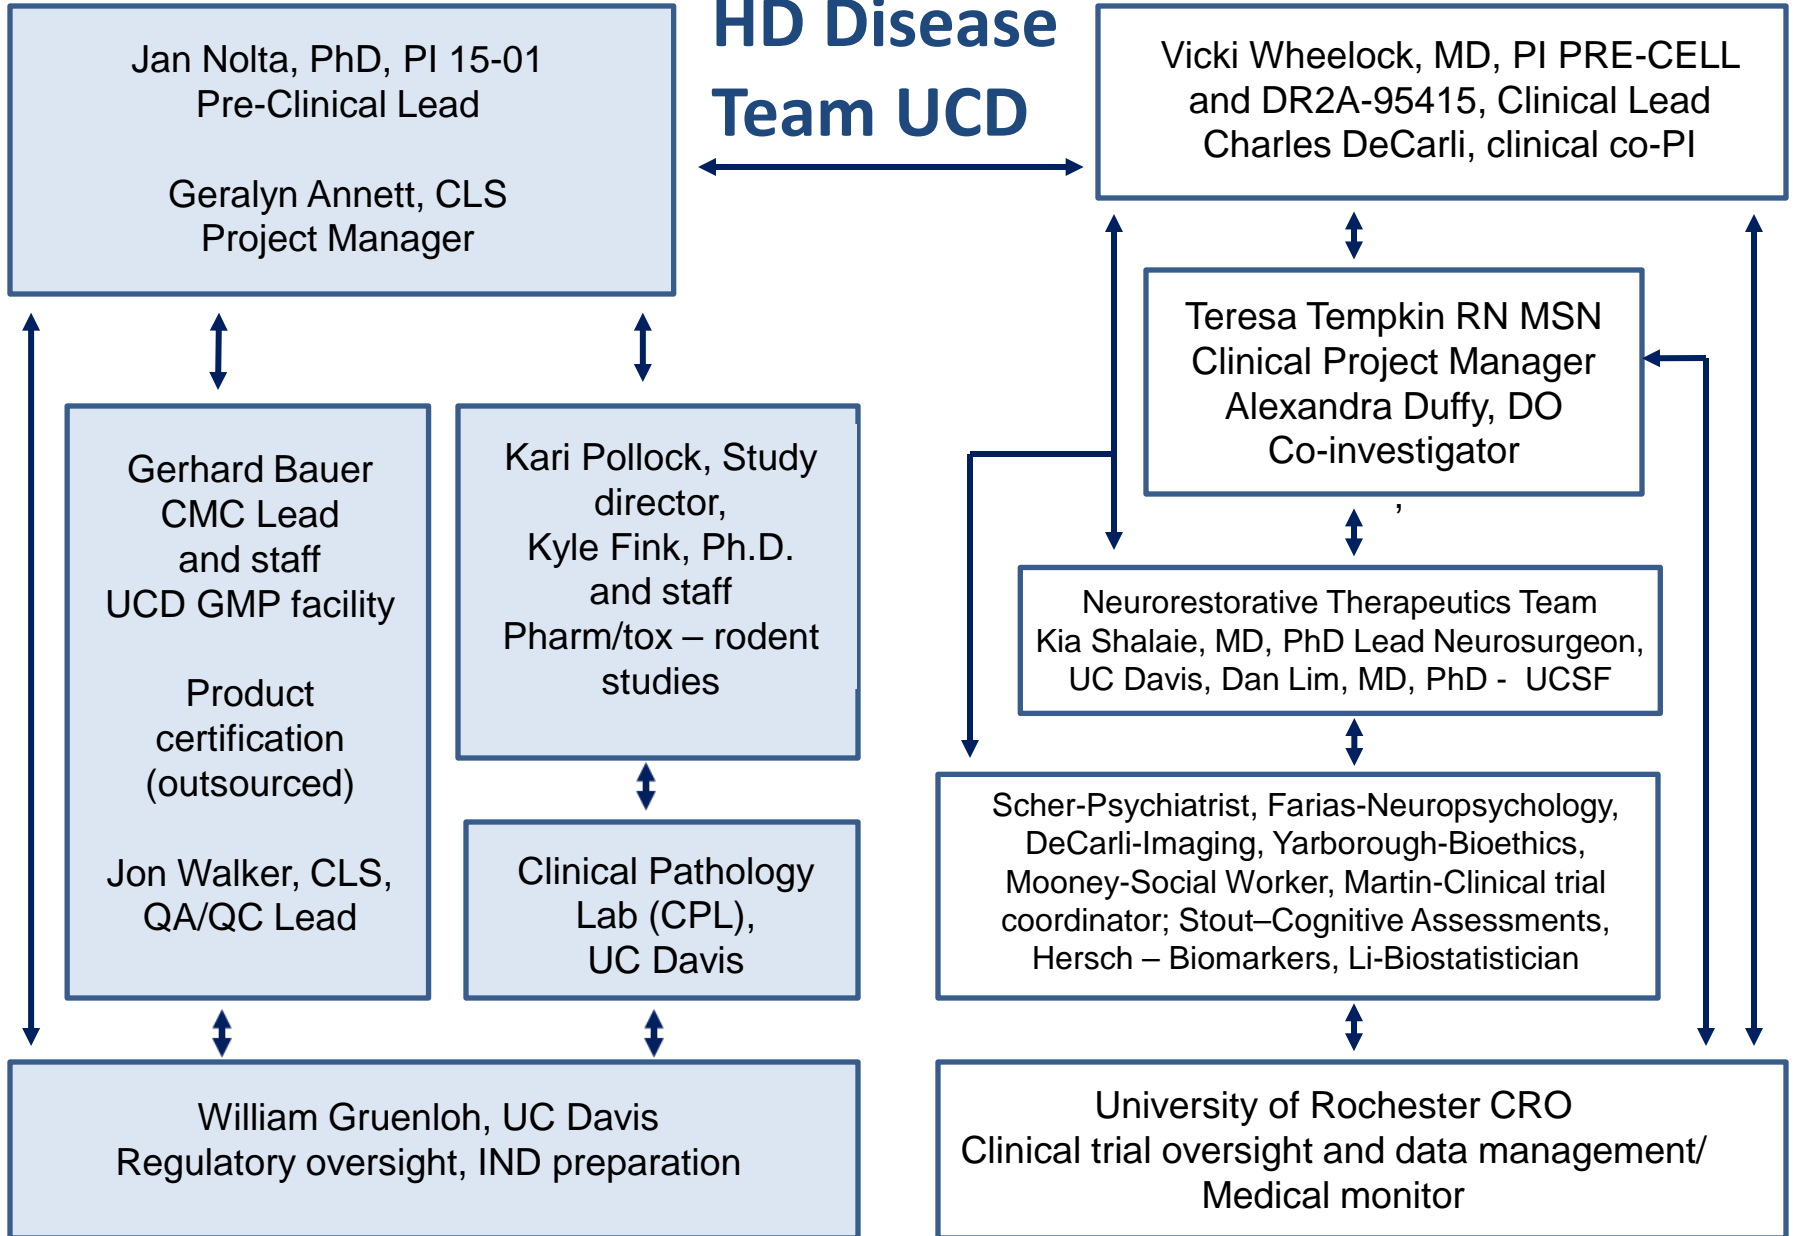 HD Disease
Team UCD
Jan Nolta, PhD, PI 15-01
Pre-Clinical Lead
Geralyn Annett, CLS
Project Manager
Vicki Wheelock, MD, PI PRE-CELL
and DR2A-95415, Clinical Lead
Charles DeCarli, clinical co-PI
Teresa Tempkin RN MSN
Clinical Project Manager
Alexandra Duffy, DO
Co-investigator
,
Gerhard Bauer
CMC Lead
and staff
UCD GMP facility
Product
certification
(outsourced)
Jon Walker, CLS,
QA/QC Lead
Kari Pollock, Study
director,
Kyle Fink, Ph.D.
and staff
Pharm/tox – rodent
studies
Clinical Pathology
Lab (CPL),
UC Davis
Neurorestorative Therapeutics Team
Kia Shalaie, MD, PhD Lead Neurosurgeon,
UC Davis, Dan Lim, MD, PhD - UCSF
Scher-Psychiatrist, Farias-Neuropsychology,
DeCarli-Imaging, Yarborough-Bioethics,
Mooney-Social Worker, Martin-Clinical trial
coordinator; Stout–Cognitive Assessments,
Hersch – Biomarkers, Li-Biostatistician
William Gruenloh, UC Davis
Regulatory oversight, IND preparation
University of Rochester CRO
Clinical trial oversight and data management/
Medical monitor